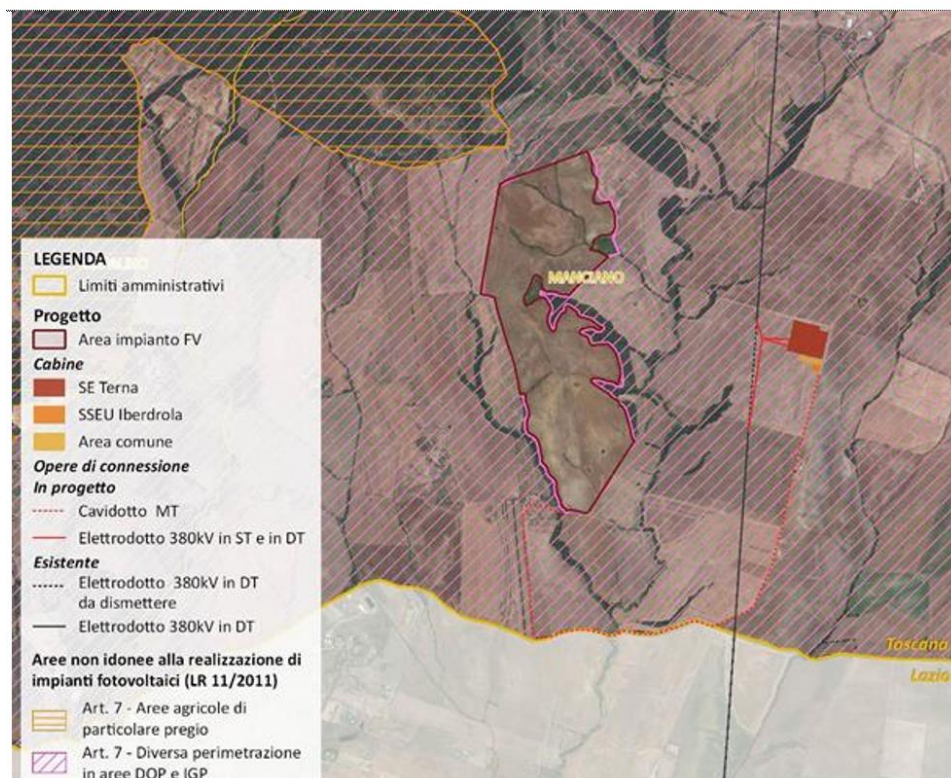 MANCIANO
LEGENDA
Limiti amministrativi
Progetto
Area impianto FV
Cabine
SE Terna
SSEU Iberdrola
Area comune
Opere di connessione
In progetto
Cavidotto MT
Elettrodotto 380kV in ST e in DT
Esistente
Elettrodotto 380kV in DT
da dismettere
Elettrodotto 380kV in DT
Aree non idonee alla realizzazione di
impianti fotovoltaici (LR 11/2011)
Art. 7 - Aree agricole di
particolare pregio
Art. 7 - Diversa perimetrazione
in aree DOP e IGP
Toscana
Lazio